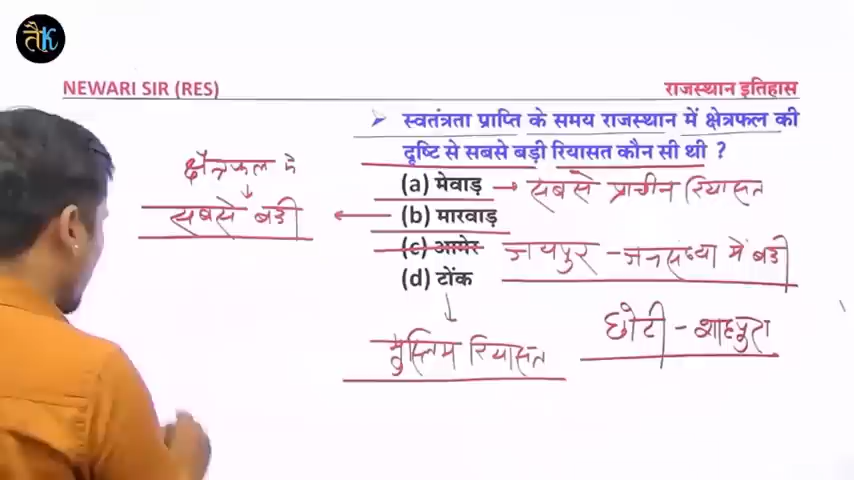 तैK
NEWARI SIR (RES)
राजस्थान इतिहास
स्वतंत्रता प्राप्ति के समय राजस्थान में क्षेत्रफल की
दृष्टि से सबसे बड़ी रियासत कौन सी थी ?
(a) मेवाड़ → सबसे प्राचीन रियासत
क्षेत्रफल में
सबसे बडी ← (b) मारवाड़
(c) आमेर जयपुर - जनसंख्या में बडी
(d) टोंक
छोटी - शाहपुरा
मुस्लिम रियासत